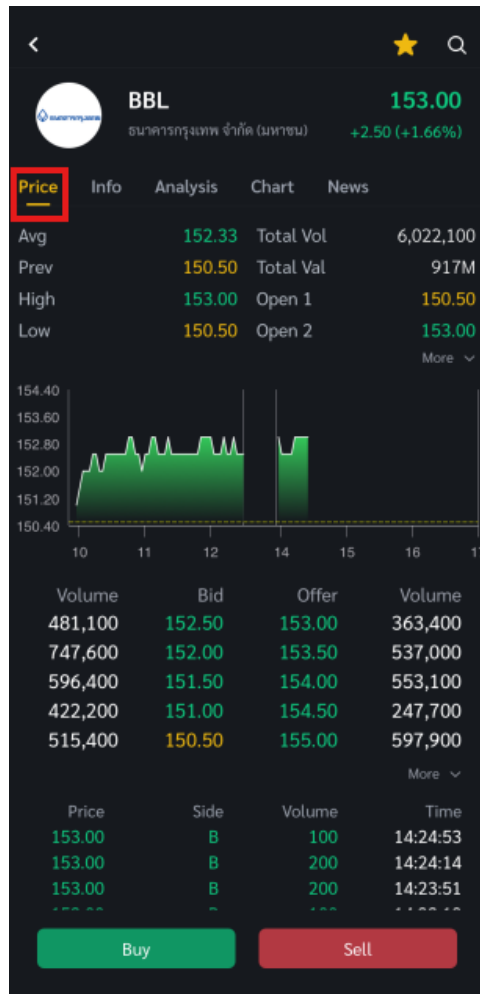 BBL
153.00
ธนาคารกรุงเทพ จำกัด (มหาชน)
+2.50 (+1.66%)
Price Info Analysis Chart News
Avg 152.33 Total Vol 6,022,100
Prev 150.50 Total Val 917M
High 153.00 Open 1 150.50
Low 150.50 Open 2 153.00
More
154.40
153.60
152.80
152.00
151.20
150.40
10 11 12 14 15 16
Volume Bid Offer Volume
481,100 152.50 153.00 363,400
747,600 152.00 153.50 537,000
596,400 151.50 154.00 553,100
422,200 151.00 154.50 247,700
515,400 150.50 155.00 597,900
More
Price Side Volume Time
153.00 B 100 14:24:53
153.00 B 200 14:24:14
153.00 B 200 14:23:51
Buy Sell